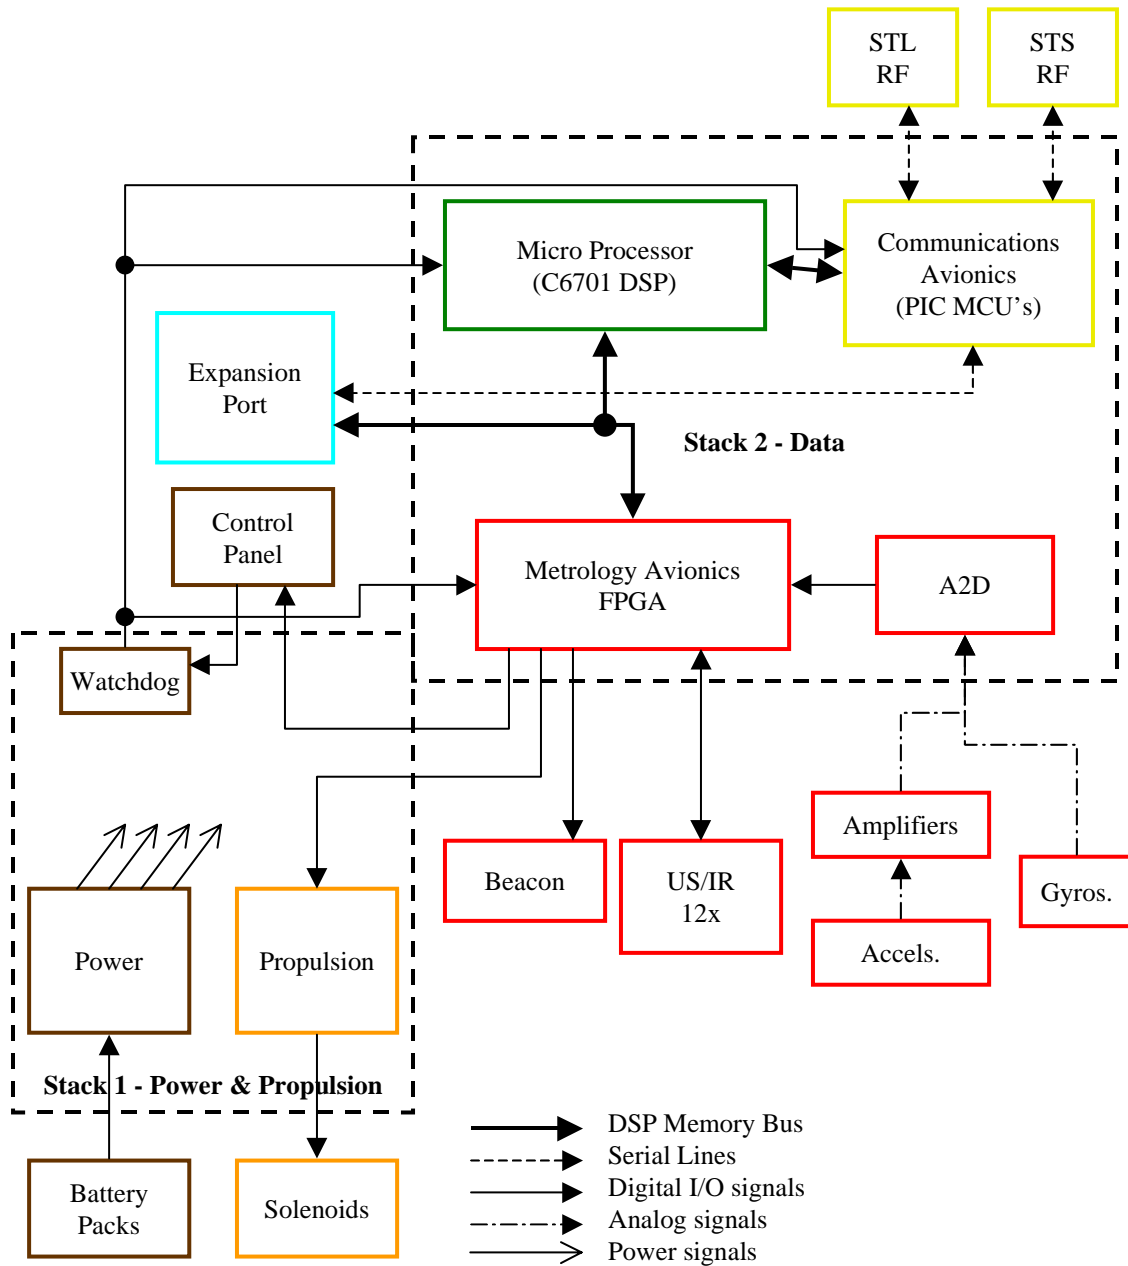 STL
RF
STS
RF
Micro Processor
(C6701 DSP)
Communications
Avionics
(PIC MCU's)
Expansion
Port
Stack 2 - Data
Control
Panel
Metrology Avionics
FPGA
A2D
Watchdog
Amplifiers
Beacon
US/IR
12x
Gyros.
Accels.
Power
Propulsion
Stack 1 - Power & Propulsion
Battery
Packs
Solenoids
DSP Memory Bus
Serial Lines
Digital I/O signals
Analog signals
Power signals